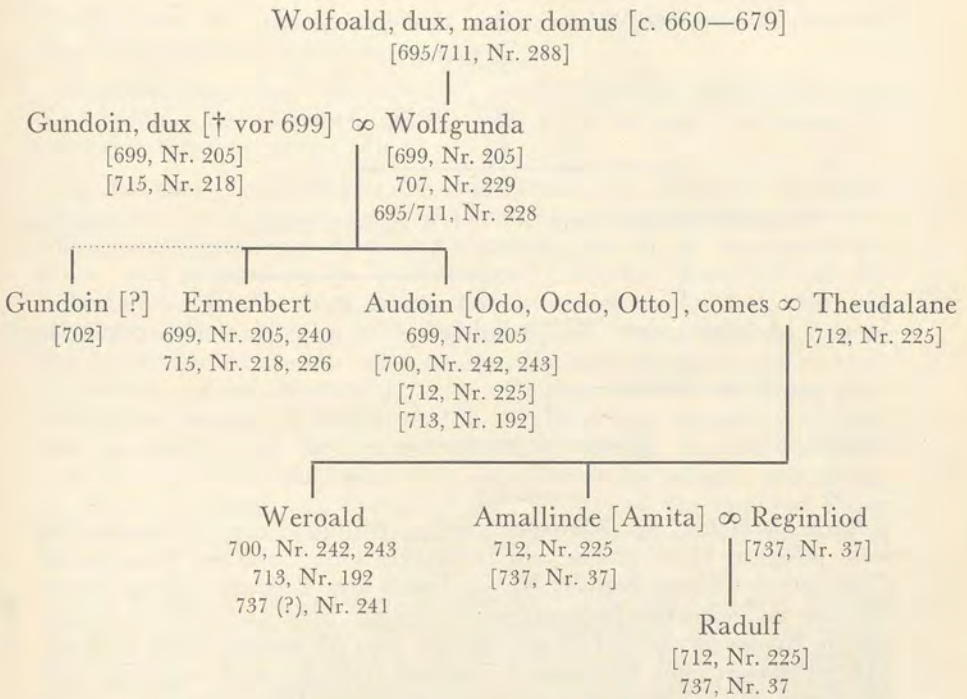 Wolfoald, dux, maior domus [c. 660—679]
[695/711, Nr. 288]
Gundoin, dux [† vor 699] ∞ Wolfgunda
[699, Nr. 205] [699, Nr. 205]
[715, Nr. 218] 707, Nr. 229
695/711, Nr. 228
Gundoin [?] Ermenbert Audoin [Odo, Ocdo, Otto], comes ∞ Theudalane
[702] 699, Nr. 205, 240 699, Nr. 205 [712, Nr. 225]
715, Nr. 218, 226 [700, Nr. 242, 243]
[712, Nr. 225]
[713, Nr. 192]
Weroald Amallinde [Amita] ∞ Reginliod
700, Nr. 242, 243 712, Nr. 225 [737, Nr. 37]
713, Nr. 192 [737, Nr. 37]
737 (?), Nr. 241
Radulf
[712, Nr. 225]
737, Nr. 37